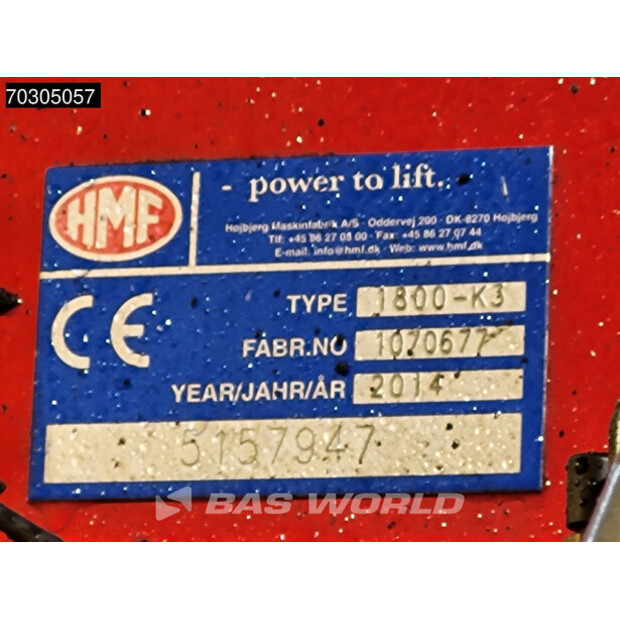 70305057
HMF
- power to lift..
Højbjerg Maskinfabrik A/S · Oddervej 200 · DK-8270 Højbjerg
Tlf: +45 86 27 08 00 · Fax: +45 86 27 07 44
E-mail: info@hmf.dk · Web: www.hmf.dk
CE
TYPE 1800-K3
FABR.NO 1070677
YEAR/JAHR/ÅR 2014
5157947
BAS WORLD